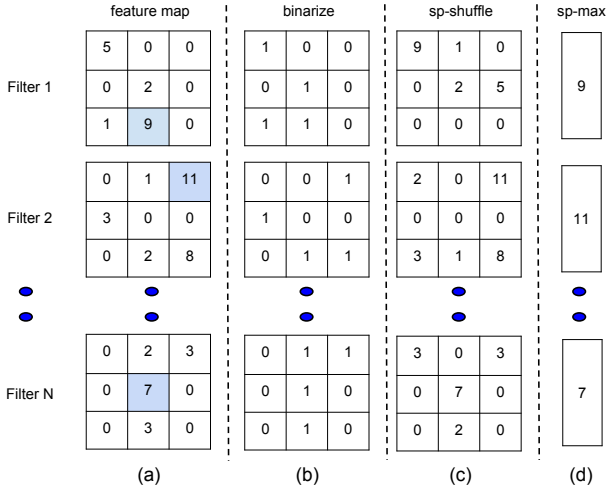 feature map binarize sp-shuffle sp-max
5 0 0 1 0 0 9 1 0
Filter 1 0 2 0 0 1 0 0 2 5 9
1 9 0 1 1 0 0 0 0
0 1 11 0 0 1 2 0 11
Filter 2 3 0 0 1 0 0 0 0 0 11
0 2 8 0 1 1 3 1 8
0 2 3 0 1 1 3 0 3
Filter N 0 7 0 0 1 0 0 7 0 7
0 3 0 0 1 0 0 2 0
(a) (b) (c) (d)